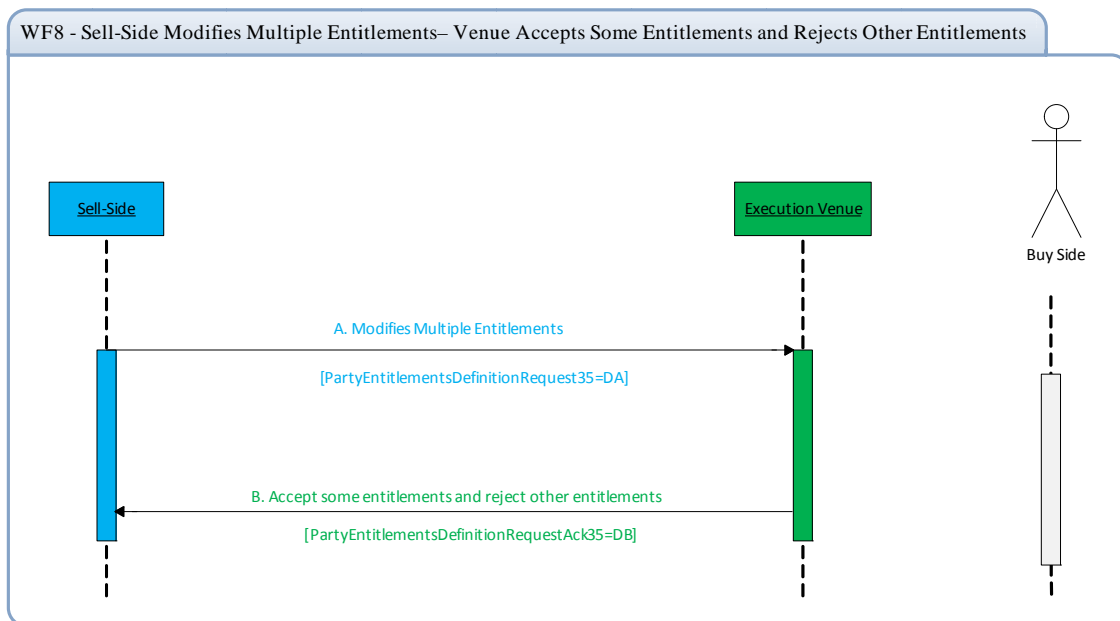 WF8 - Sell-Side Modifies Multiple Entitlements– Venue Accepts Some Entitlements and Rejects Other Entitlements
Sell-Side
Execution Venue
Buy Side
A. Modifies Multiple Entitlements
[PartyEntitlementsDefinitionRequest35=DA]
B. Accept some entitlements and reject other entitlements
[PartyEntitlementsDefinitionRequestAck35=DB]